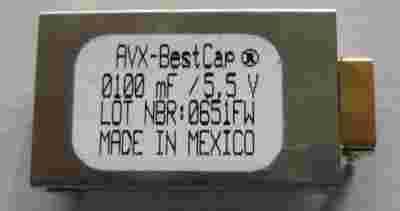 AVX-BestCap ®
0100 mF /5.5 V
LOT NBR:0651FW
MADE IN MEXICO